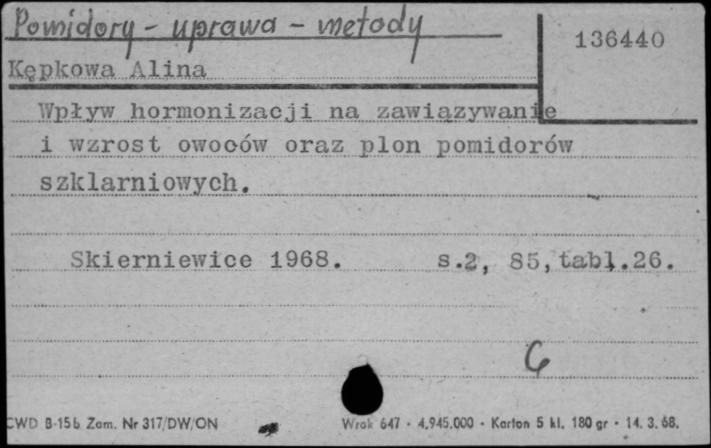 Pomidory - uprawa - metody
136440
Kępkowa Alina
Wpływ hormonizacji na zawiązywanie
i wzrost owoców oraz plon pomidorów
szklarniowych.
Skierniewice 1968. s.2, 85, tabl.26.
6
CWD B-15b Zam. Nr 317/DW/ON Wrak 647 - 4.945.000 - Karton 5 kl. 180 gr - 14. 3. 68.